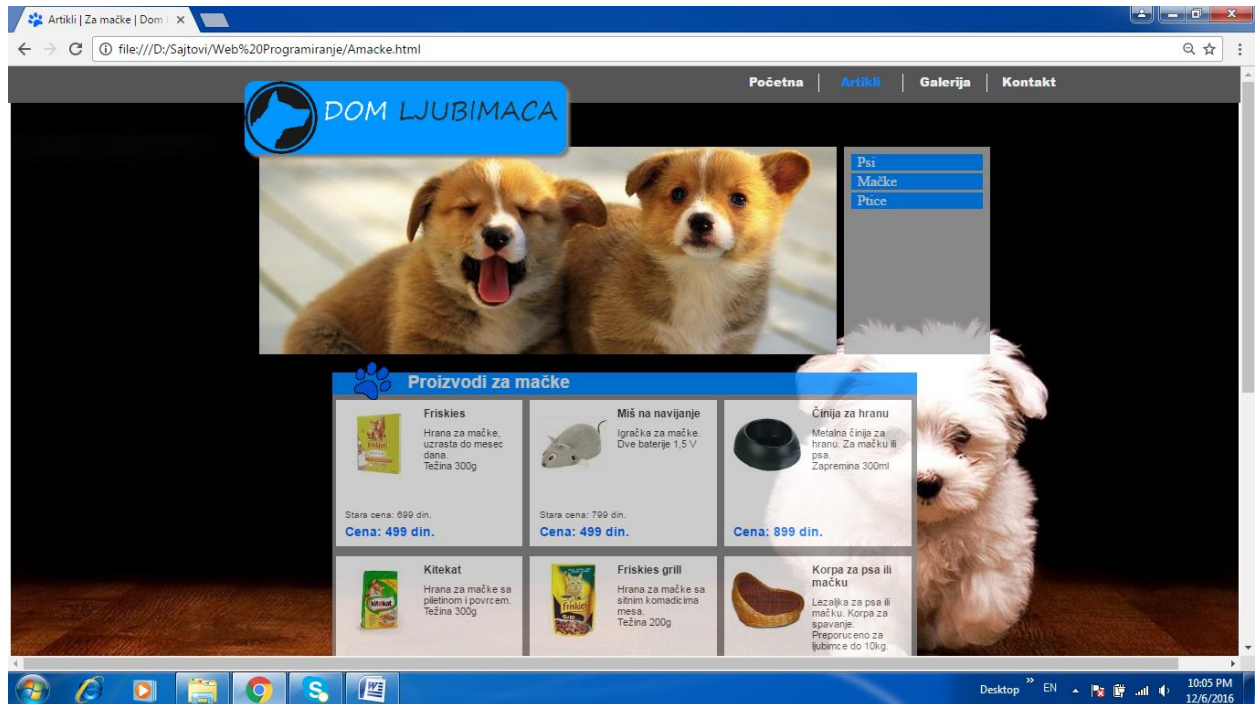 Artikli | Za mačke | Dom
file:///D:/Sajtovi/Web%20Programiranje/Amacke.html
Početna
Artikli
Galerija
Kontakt
DOM LJUBIMACA
Psi
Mačke
Ptice
Proizvodi za mačke
Friskies
Hrana za mačke,
uzrasta do mesec
dana.
Težina 300g
Stara cena: 699 din.
Cena: 499 din.
Miš na navijanje
Igračka za mačke.
Dve baterije 1,5 V
Stara cena: 799 din.
Cena: 499 din.
Činija za hranu
Metalna činija za
hranu. Za mačku ili
psa.
Zapremina 300ml
Cena: 899 din.
Kitekat
Hrana za mačke sa
piletinom i povrcem.
Težina 300g
kitekat
Friskies grill
Hrana za mačke sa
sitnim komadicima
mesa.
Težina 200g
Friskies
Korpa za psa ili
mačku
Lezaljka za psa ili
mačku. Korpa za
spavanje.
Preporuceno za
ljubimce do 10kg.
Desktop
EN
10:05 PM
12/6/2016